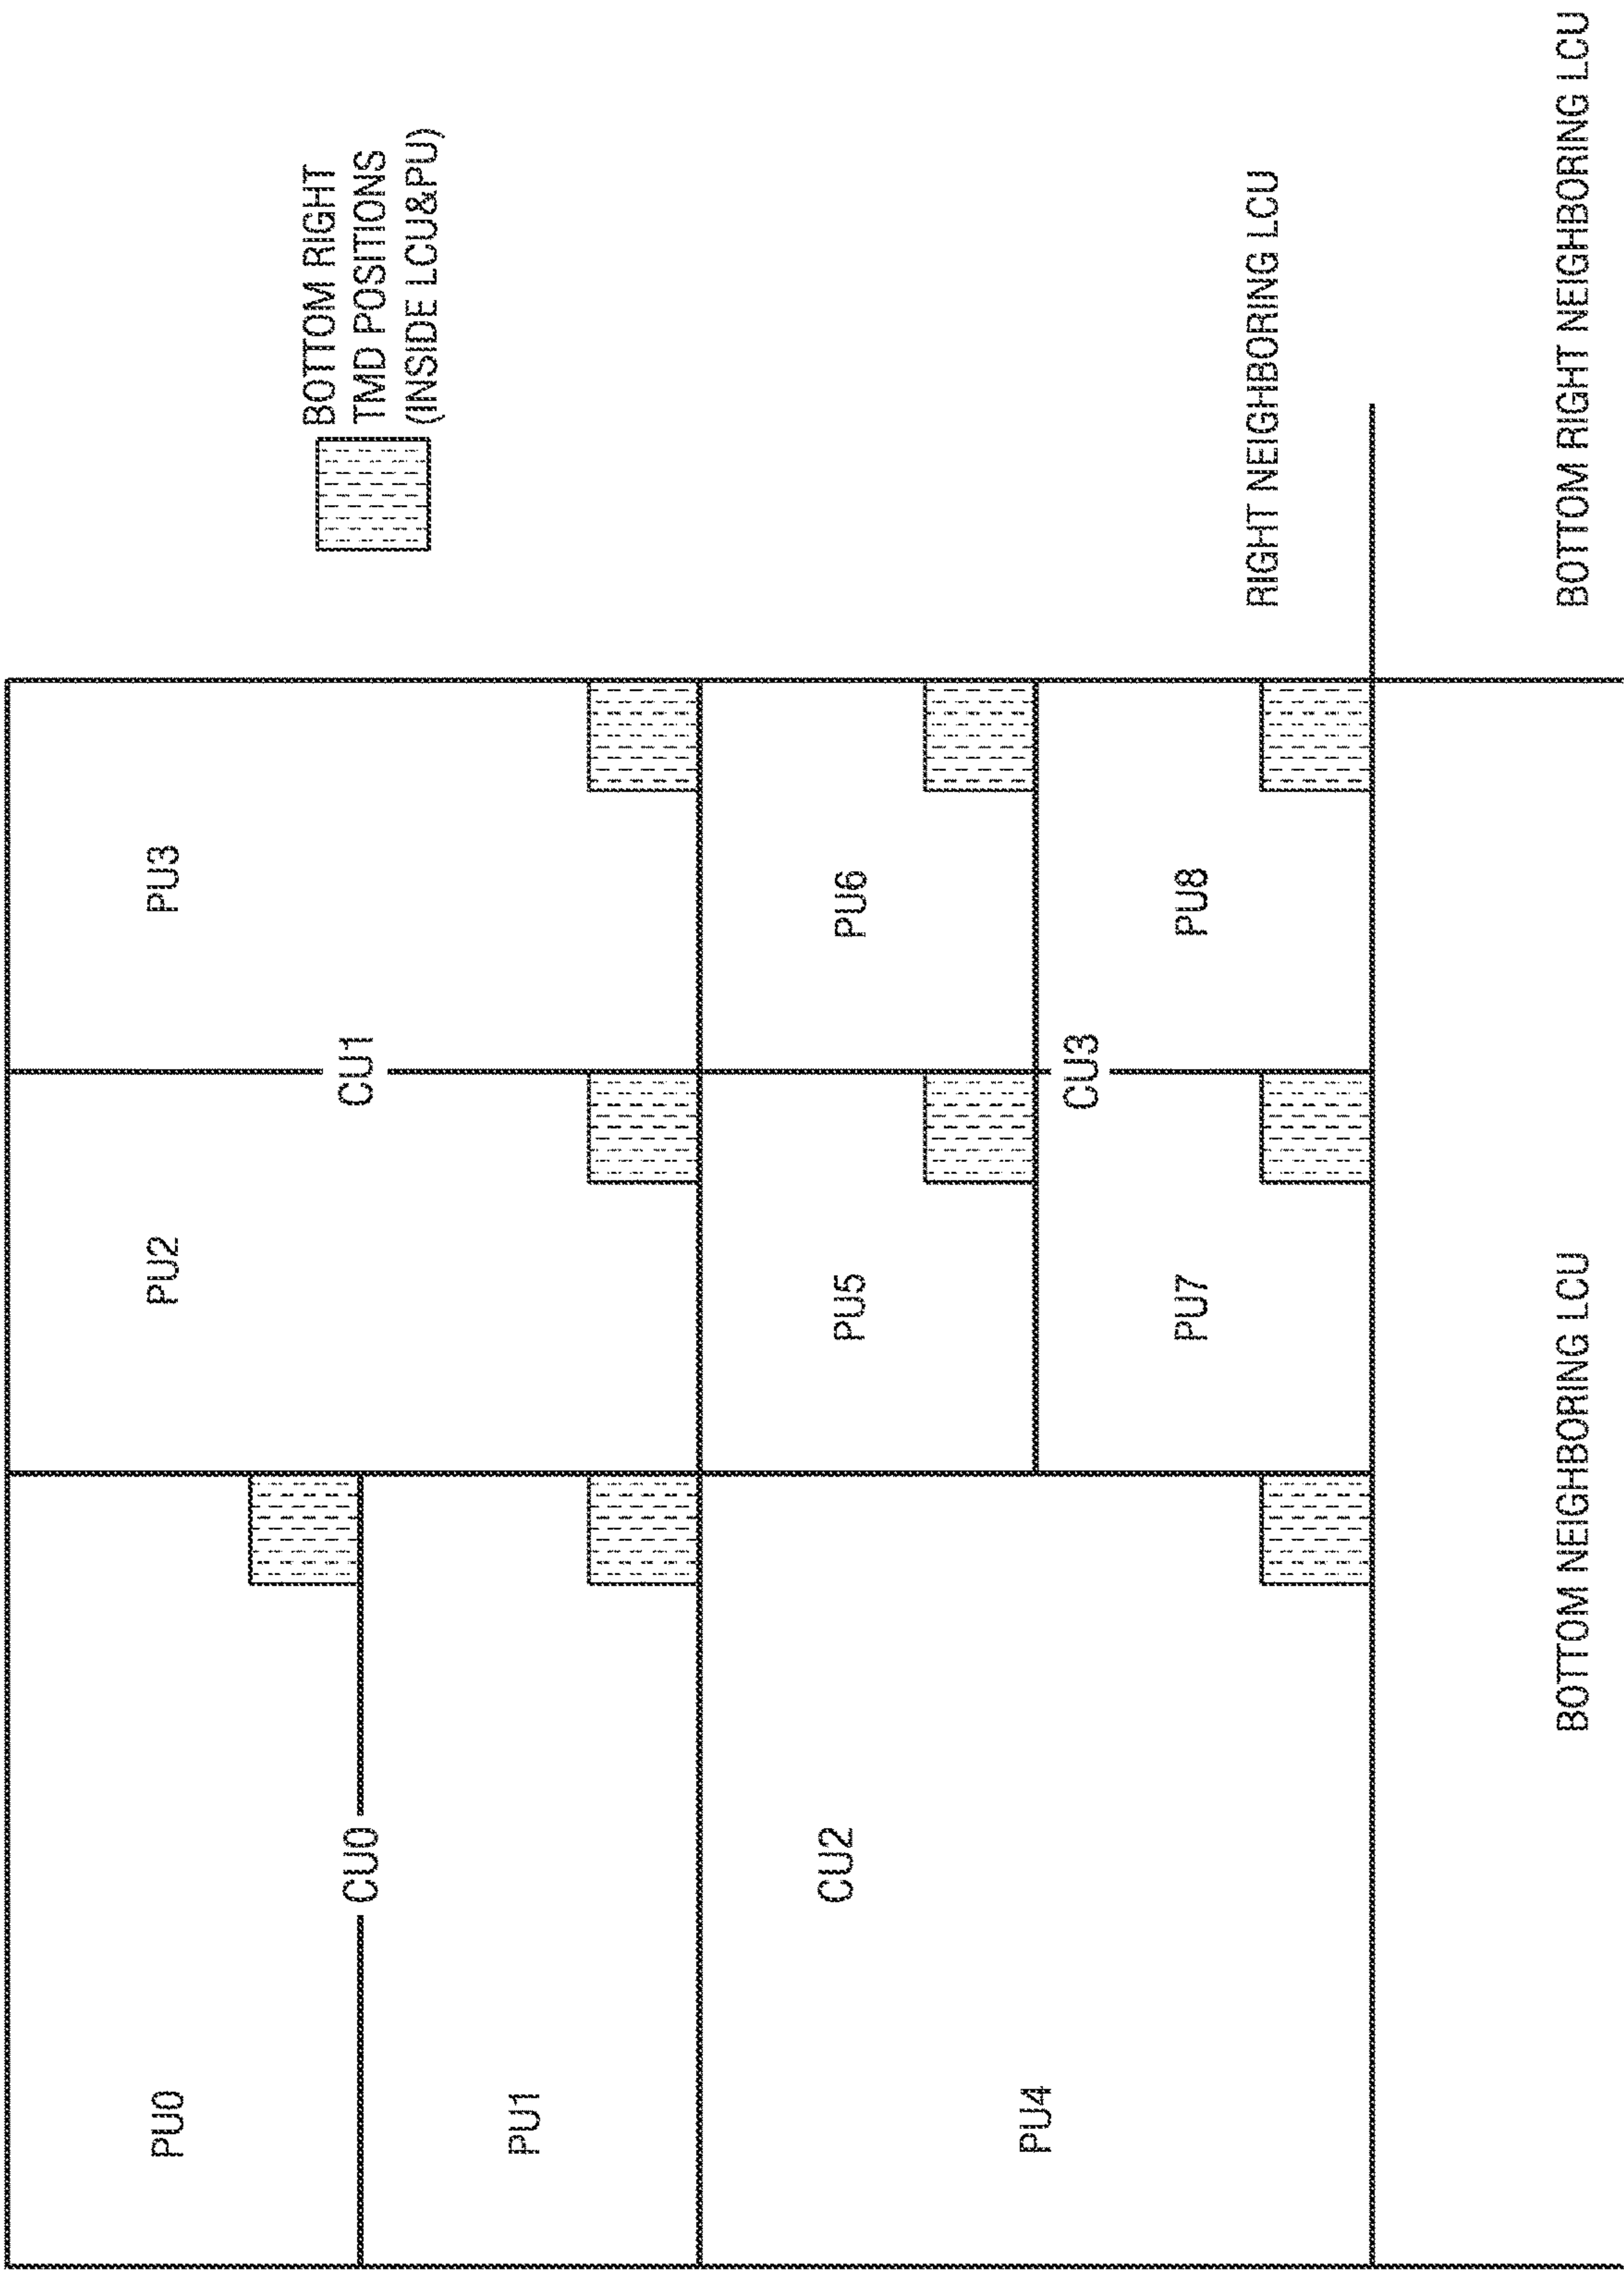 PU0
CU0
PU1
PU2
CU1
PU3
BOTTOM RIGHT
TMD POSITIONS
(INSIDE LCU&PU)
CU2
PU4
PU5
PU6
CU3
PU7
PU8
RIGHT NEIGHBORING LCU
BOTTOM NEIGHBORING LCU
BOTTOM RIGHT NEIGHBORING LCU